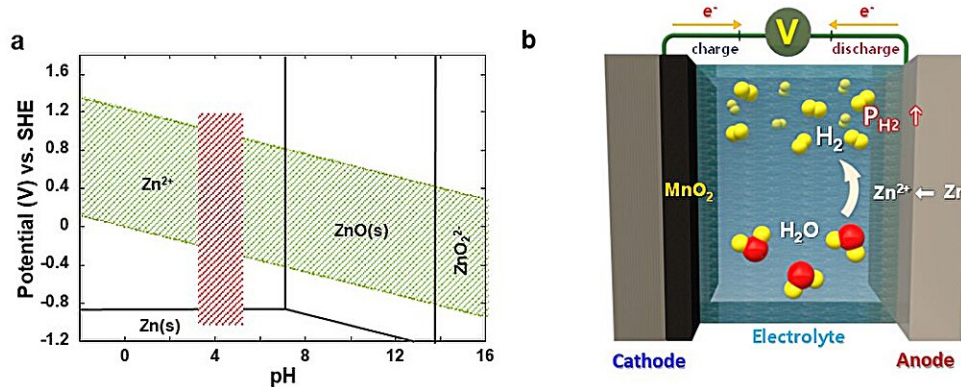 a
Potential (V) vs. SHE
1.6
1.2
0.8
0.4
0
-0.4
-0.8
-1.2
Zn²⁺
ZnO(s)
ZnO₂²
Zn(s)
0 4 8 12 16
pH
b
e⁻ V e⁻
charge discharge
P_H2 ↑
H₂
MnO₂
Zn²⁺ ← Zn
H₂O
Electrolyte
Cathode Anode